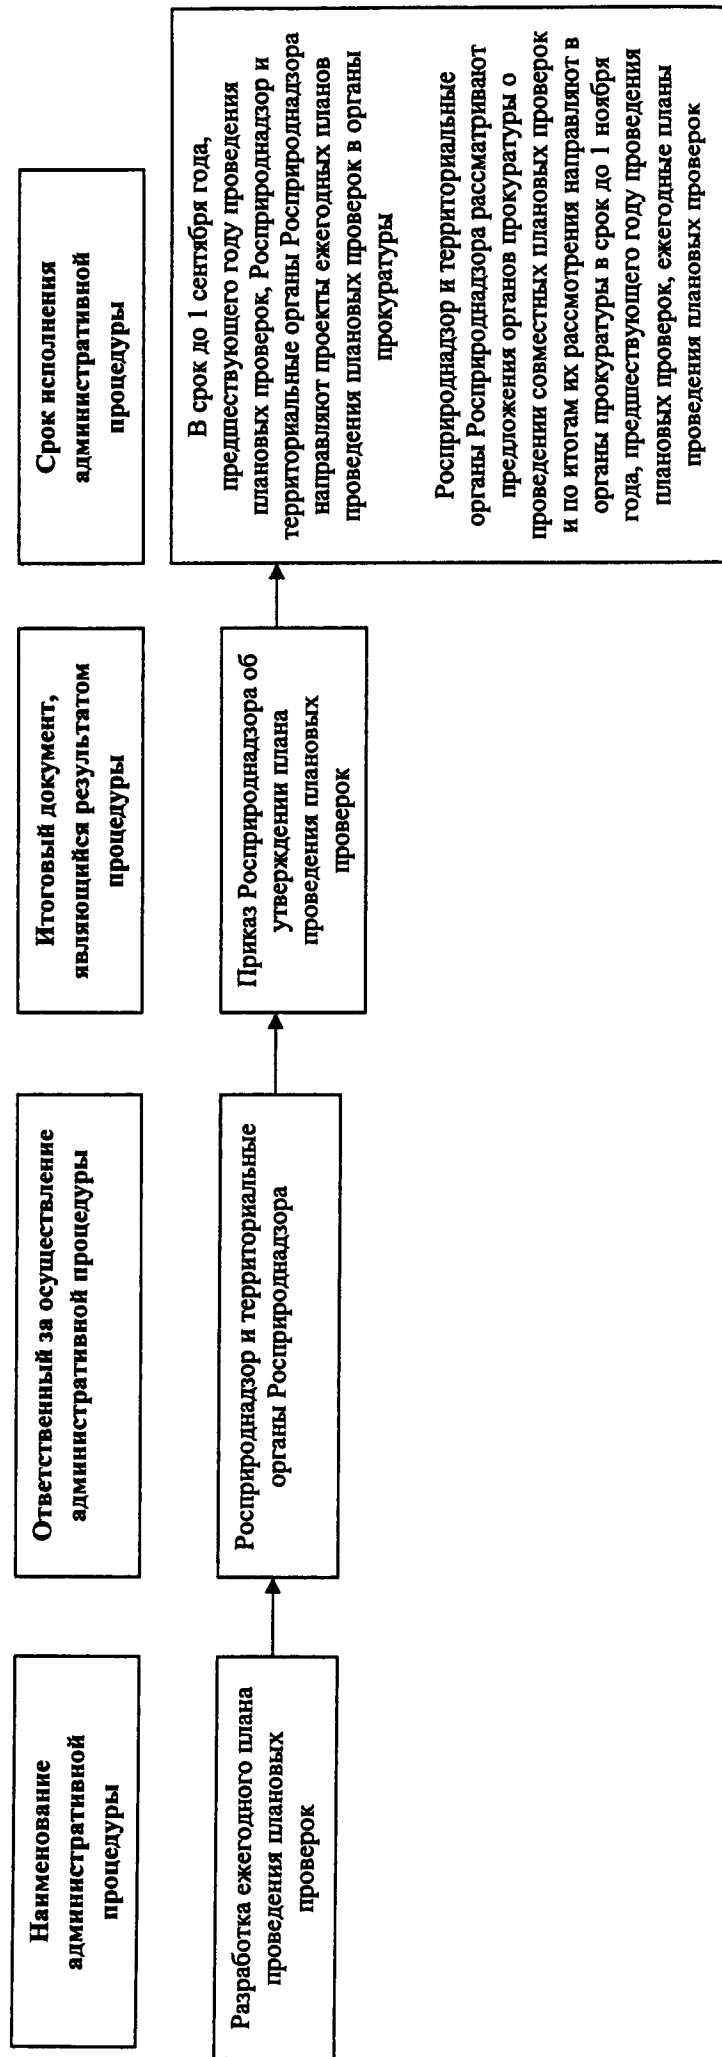 Наименование
административной
процедуры
Ответственный за осуществление
административной процедуры
Итоговый документ,
являющийся результатом
процедуры
Срок исполнения
административной
процедуры
Разработка ежегодного плана
проведения плановых
проверок
Росприроднадзор и территориальные
органы Росприроднадзора
Приказ Росприроднадзора об
утверждении плана
проведения плановых
проверок
В срок до 1 сентября года,
предшествующего году проведения
плановых проверок, Росприроднадзор и
территориальные органы Росприроднадзора
направляют проекты ежегодных планов
проведения плановых проверок в органы
прокуратуры
Росприроднадзор и территориальные
органы Росприроднадзора рассматривают
предложения органов прокуратуры о
проведении совместных плановых проверок
и по итогам их рассмотрения направляют в
органы прокуратуры в срок до 1 ноября
года, предшествующего году проведения
плановых проверок, ежегодные планы
проведения плановых проверок